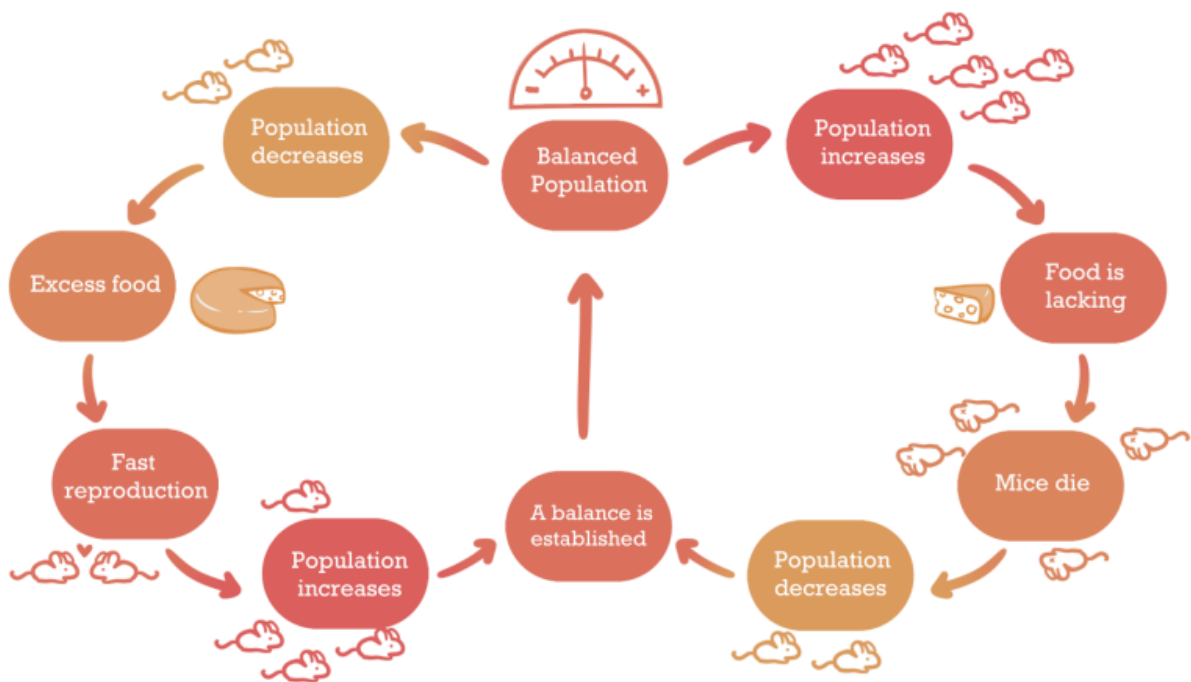 Population
decreases
-
+
Balanced
Population
Population
increases
Excess food
Food is
lacking
Fast
reproduction
Mice die
A balance is
established
Population
increases
Population
decreases